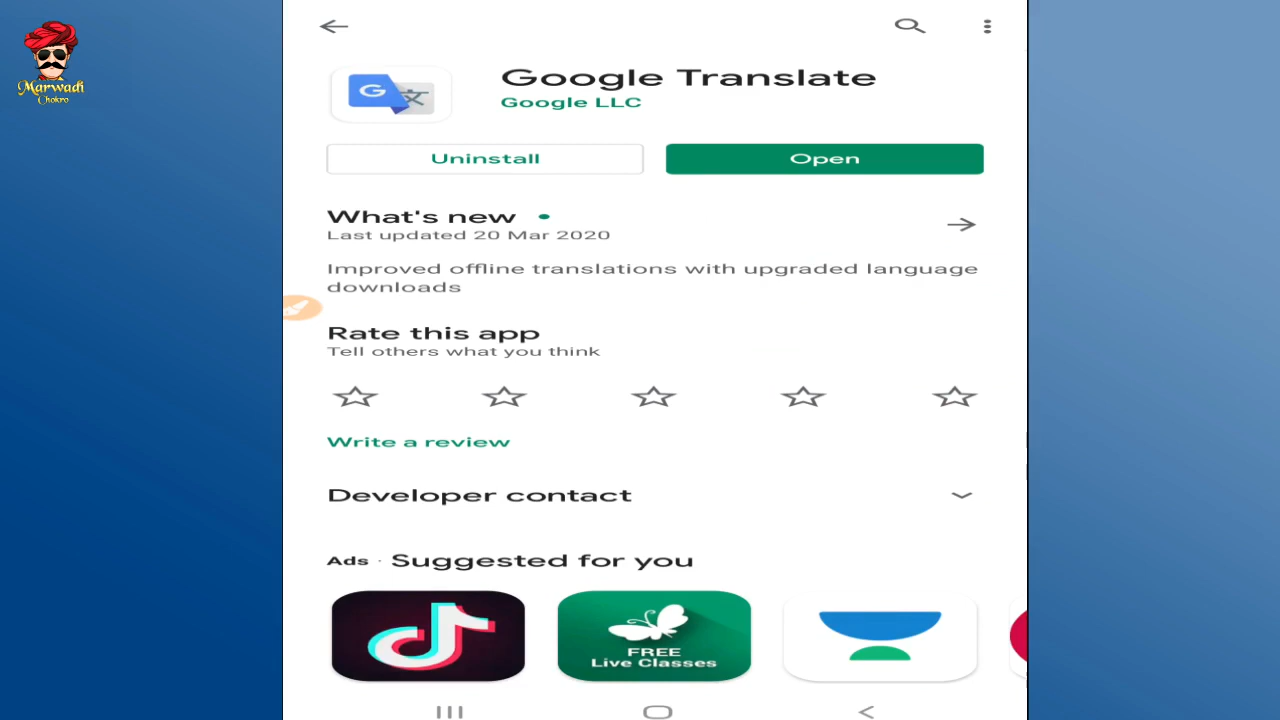 Marwadi
Chokro
Google Translate
Google LLC
Uninstall
Open
What's new
Last updated 20 Mar 2020
Improved offline translations with upgraded language
downloads
Rate this app
Tell others what you think
Write a review
Developer contact
Ads · Suggested for you
FREE
Live Classes